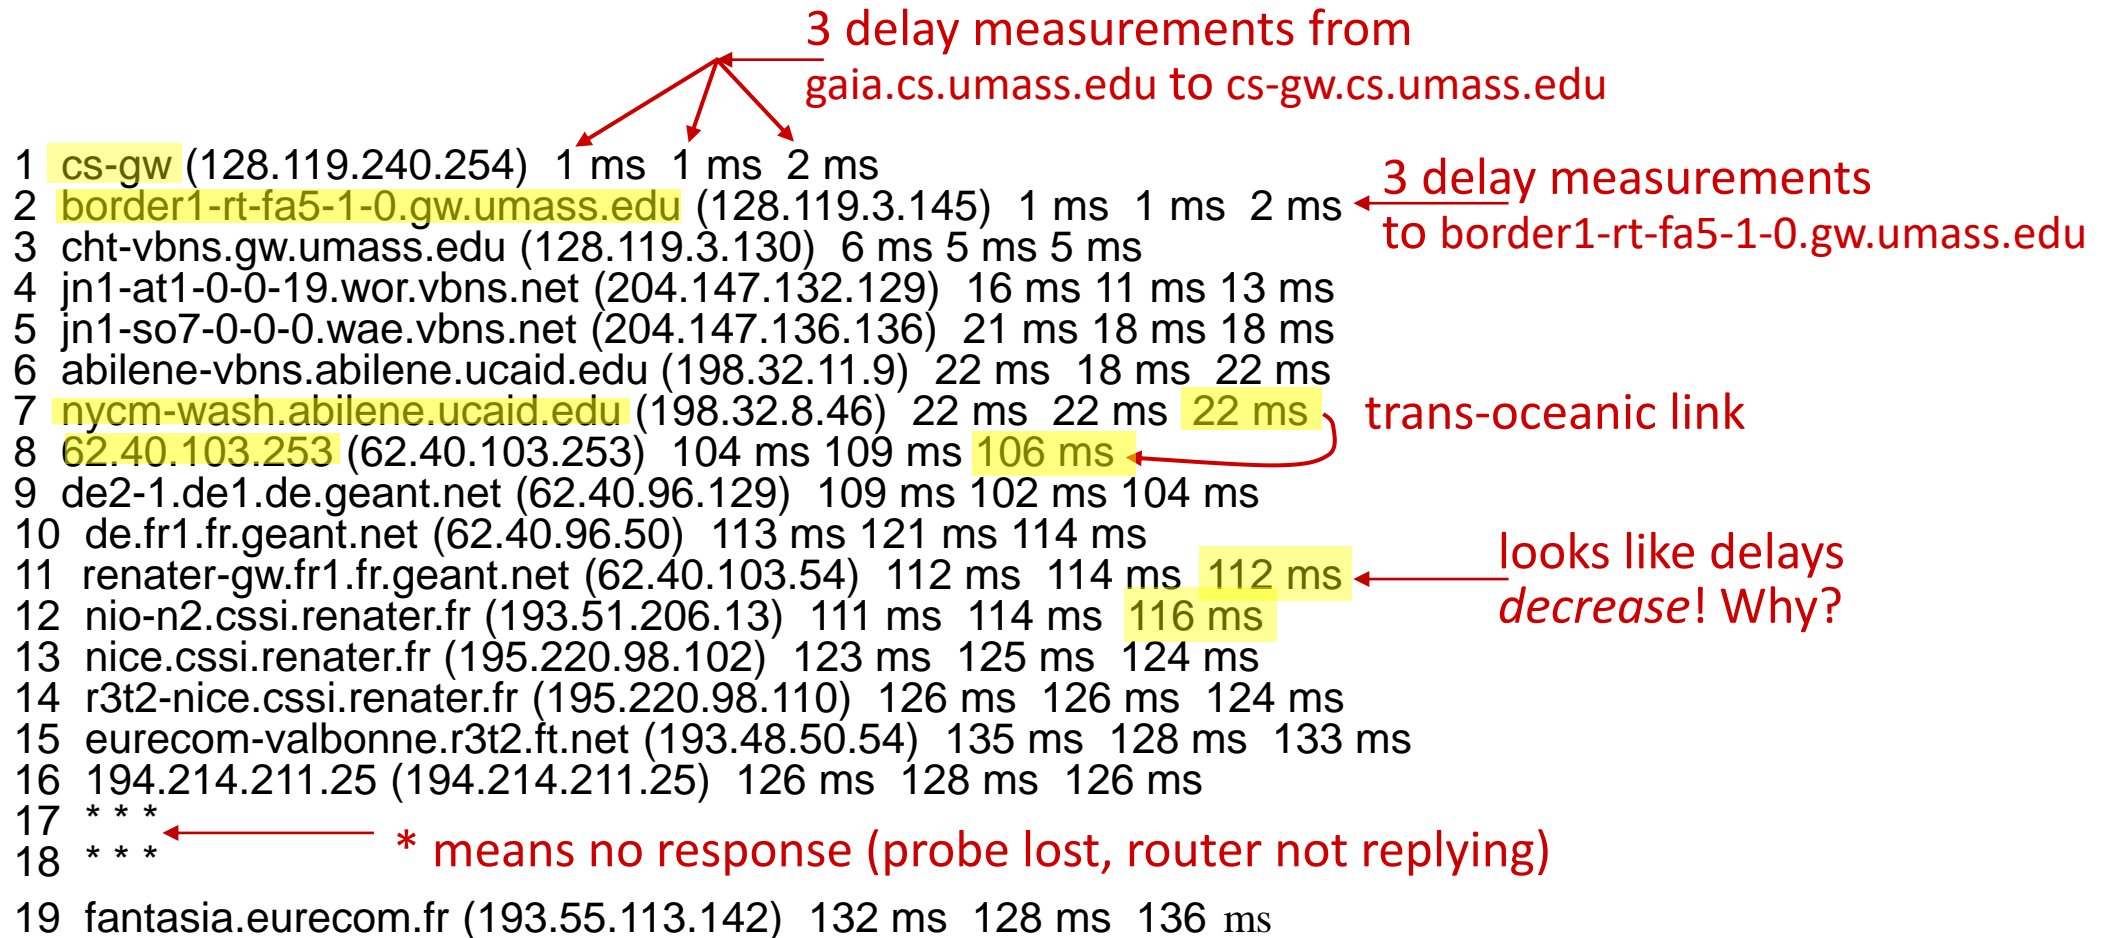 3 delay measurements from
gaia.cs.umass.edu to cs-gw.cs.umass.edu
1 cs-gw (128.119.240.254) 1 ms 1 ms 2 ms
2 border1-rt-fa5-1-0.gw.umass.edu (128.119.3.145) 1 ms 1 ms 2 ms
3 delay measurements
to border1-rt-fa5-1-0.gw.umass.edu
3 cht-vbns.gw.umass.edu (128.119.3.130) 6 ms 5 ms 5 ms
4 jn1-at1-0-0-19.wor.vbns.net (204.147.132.129) 16 ms 11 ms 13 ms
5 jn1-so7-0-0-0.wae.vbns.net (204.147.136.136) 21 ms 18 ms 18 ms
6 abilene-vbns.abilene.ucaid.edu (198.32.11.9) 22 ms 18 ms 22 ms
7 nycm-wash.abilene.ucaid.edu (198.32.8.46) 22 ms 22 ms 22 ms
trans-oceanic link
8 62.40.103.253 (62.40.103.253) 104 ms 109 ms 106 ms
9 de2-1.de1.de.geant.net (62.40.96.129) 109 ms 102 ms 104 ms
10 de.fr1.fr.geant.net (62.40.96.50) 113 ms 121 ms 114 ms
11 renater-gw.fr1.fr.geant.net (62.40.103.54) 112 ms 114 ms 112 ms
looks like delays
decrease! Why?
12 nio-n2.cssi.renater.fr (193.51.206.13) 111 ms 114 ms 116 ms
13 nice.cssi.renater.fr (195.220.98.102) 123 ms 125 ms 124 ms
14 r3t2-nice.cssi.renater.fr (195.220.98.110) 126 ms 126 ms 124 ms
15 eurecom-valbonne.r3t2.ft.net (193.48.50.54) 135 ms 128 ms 133 ms
16 194.214.211.25 (194.214.211.25) 126 ms 128 ms 126 ms
17 * * *
* means no response (probe lost, router not replying)
18 * * *
19 fantasia.eurecom.fr (193.55.113.142) 132 ms 128 ms 136 ms